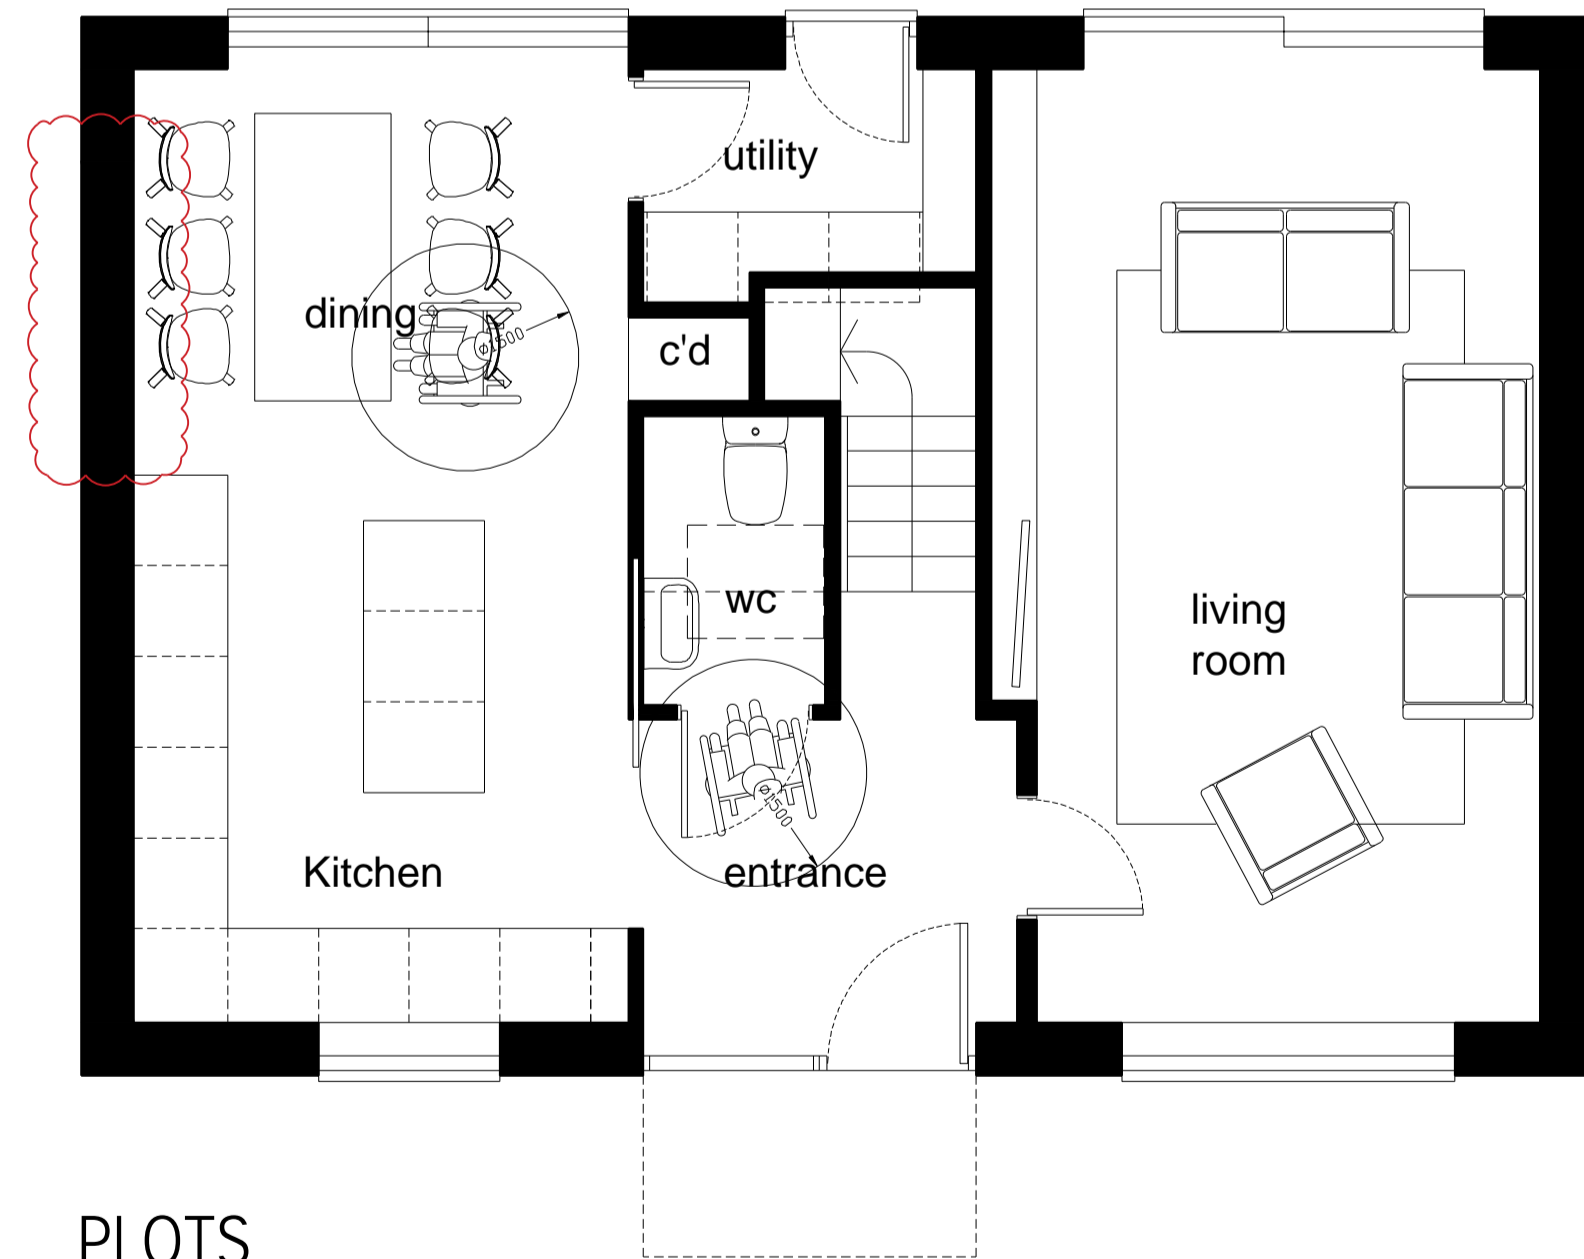 utility
dining
Ø1500
c'd
wc
living
room
Ø1500
Kitchen
entrance
PLOTS